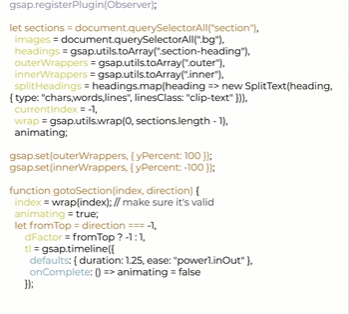 gsap.registerPlugin(Observer);
let sections = document.querySelectorAll("section"),
images = document.querySelectorAll(".bg"),
headings = gsap.utils.toArray(".section-heading"),
outerWrappers = gsap.utils.toArray(".outer"),
innerWrappers = gsap.utils.toArray(".inner"),
splitHeadings = headings.map(heading => new SplitText(heading,
{ type: "chars,words,lines", linesClass: "clip-text" })),
currentIndex = -1,
wrap = gsap.utils.wrap(0, sections.length - 1),
animating;
gsap.set(outerWrappers, { yPercent: 100 });
gsap.set(innerWrappers, { yPercent: -100 });
function gotoSection(index, direction) {
index = wrap(index); // make sure it's valid
animating = true;
let fromTop = direction === -1,
dFactor = fromTop ? -1 : 1,
tl = gsap.timeline({
defaults: { duration: 1.25, ease: "power1.inOut" },
onComplete: () => animating = false
});